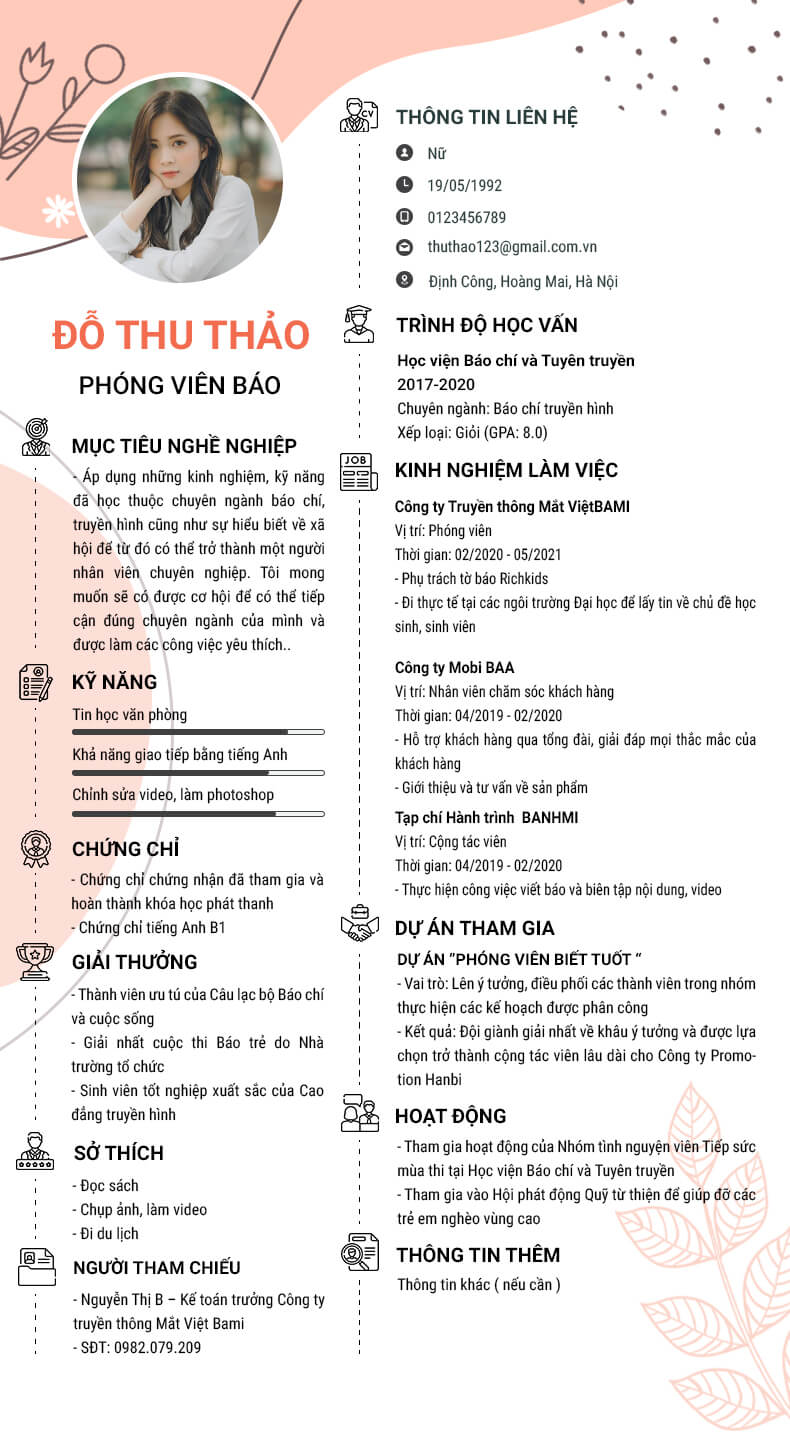 ĐỖ THU THẢO
PHÓNG VIÊN BÁO
MỤC TIÊU NGHỀ NGHIỆP
- Áp dụng những kinh nghiệm, kỹ năng
đã học thuộc chuyên ngành báo chí,
truyền hình cũng như sự hiểu biết về xã
hội để từ đó có thể trở thành một người
nhân viên chuyên nghiệp. Tôi mong
muốn sẽ có được cơ hội để có thể tiếp
cận đúng chuyên ngành của mình và
được làm các công việc yêu thích..
KỸ NĂNG
Tin học văn phòng
Khả năng giao tiếp bằng tiếng Anh
Chỉnh sửa video, làm photoshop
CHỨNG CHỈ
- Chứng chỉ chứng nhận đã tham gia và
hoàn thành khóa học phát thanh
- Chứng chỉ tiếng Anh B1
GIẢI THƯỞNG
- Thành viên ưu tú của Câu lạc bộ Báo chí
và cuộc sống
- Giải nhất cuộc thi Báo trẻ do Nhà
trường tổ chức
- Sinh viên tốt nghiệp xuất sắc của Cao
đẳng truyền hình
SỞ THÍCH
- Đọc sách
- Chụp ảnh, làm video
- Đi du lịch
NGƯỜI THAM CHIẾU
- Nguyễn Thị B – Kế toán trưởng Công ty
truyền thông Mắt Việt Bami
- SĐT: 0982.079.209
CV
THÔNG TIN LIÊN HỆ
Nữ
19/05/1992
0123456789
thuthao123@gmail.com.vn
Định Công, Hoàng Mai, Hà Nội
TRÌNH ĐỘ HỌC VẤN
Học viện Báo chí và Tuyên truyền
2017-2020
Chuyên ngành: Báo chí truyền hình
Xếp loại: Giỏi (GPA: 8.0)
JOB
KINH NGHIỆM LÀM VIỆC
Công ty Truyền thông Mắt ViệtBAMI
Vị trí: Phóng viên
Thời gian: 02/2020 - 05/2021
- Phụ trách tờ báo Richkids
- Đi thực tế tại các ngôi trường Đại học để lấy tin về chủ đề học
sinh, sinh viên
Công ty Mobi BAA
Vị trí: Nhân viên chăm sóc khách hàng
Thời gian: 04/2019 - 02/2020
- Hỗ trợ khách hàng qua tổng đài, giải đáp mọi thắc mắc của
khách hàng
- Giới thiệu và tư vấn về sản phẩm
Tạp chí Hành trình BANHMI
Vị trí: Cộng tác viên
Thời gian: 04/2019 - 02/2020
- Thực hiện công việc viết báo và biên tập nội dung, video
DỰ ÁN THAM GIA
DỰ ÁN ”PHÓNG VIÊN BIẾT TUỐT “
- Vai trò: Lên ý tưởng, điều phối các thành viên trong nhóm
thực hiện các kế hoạch được phân công
- Kết quả: Đội giành giải nhất về khâu ý tưởng và được lựa
chọn trở thành cộng tác viên lâu dài cho Công ty Promo-
tion Hanbi
HOẠT ĐỘNG
- Tham gia hoạt động của Nhóm tình nguyện viên Tiếp sức
mùa thi tại Học viện Báo chí và Tuyên truyền
- Tham gia vào Hội phát động Quỹ từ thiện để giúp đỡ các
trẻ em nghèo vùng cao
THÔNG TIN THÊM
Thông tin khác ( nếu cần )